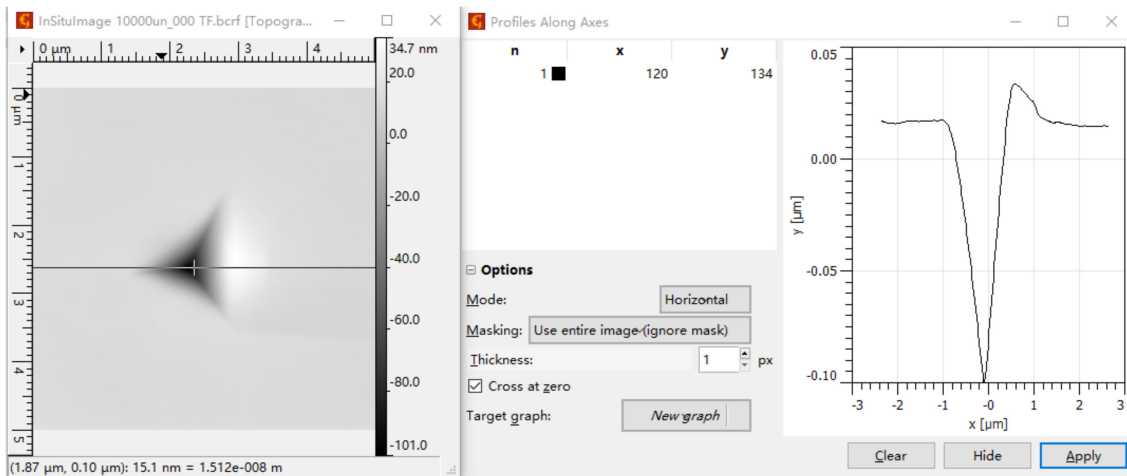 InSituImage 10000un_000 TF.bcrf [Topogra...
0 µm 1 2 3 4
0 µm 1 2 3 4 5
34.7 nm
20.0
0.0
-20.0
-40.0
-60.0
-80.0
-101.0
(1.87 µm, 0.10 µm): 15.1 nm = 1.512e-008 m
Profiles Along Axes
n x y
1 120 134
Options
Mode: Horizontal
Masking: Use entire image (ignore mask)
Thickness: 1 px
Cross at zero
Target graph: New graph
0.05
0.00
-0.05
-0.10
y [µm]
-3 -2 -1 -0 1 2 3
x [µm]
Clear Hide Apply